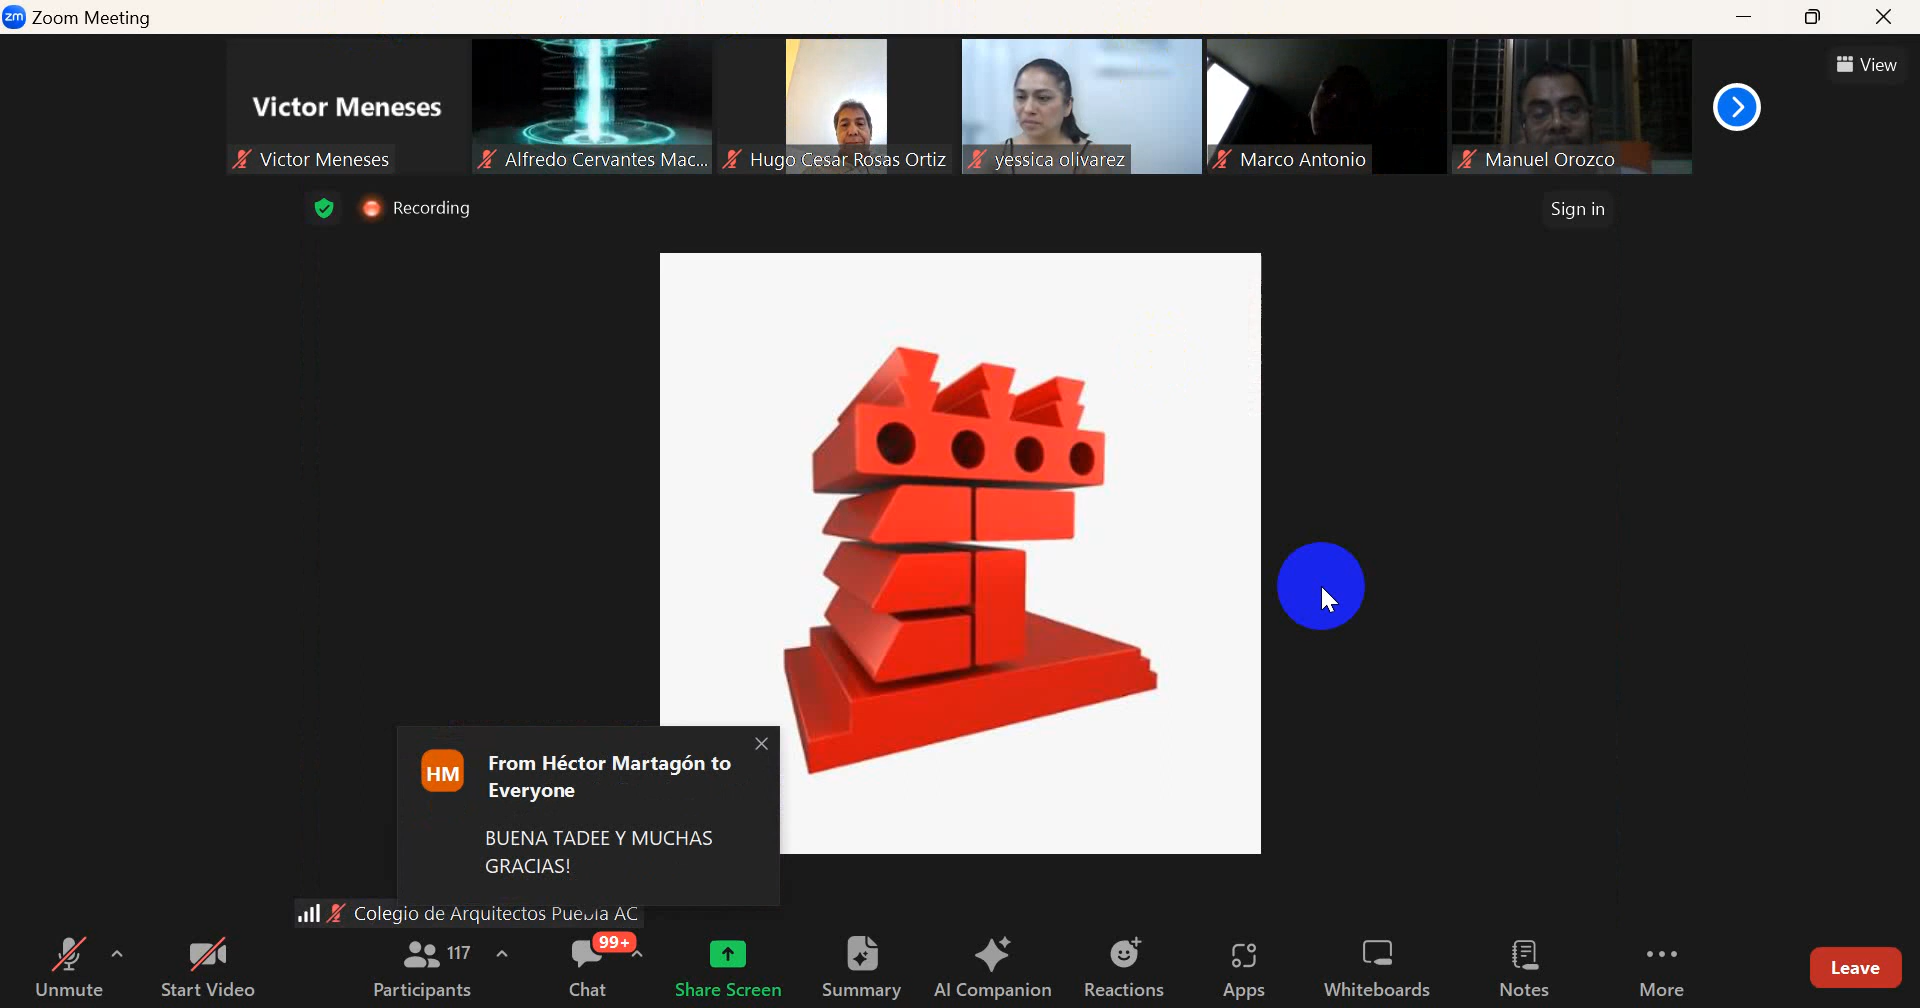 zm Zoom Meeting
View
Victor Meneses
Victor Meneses
Alfredo Cervantes Mac...
Hugo Cesar Rosas Ortiz
yessica olivarez
Marco Antonio
Manuel Orozco
Recording
Sign in
HM
From Héctor Martagón to
Everyone
BUENA TADEE Y MUCHAS
GRACIAS!
Colegio de Arquitectos Puebla AC
117
99+
Unmute
Start Video
Participants
Chat
Share Screen
Summary
AI Companion
Reactions
Apps
Whiteboards
Notes
More
Leave